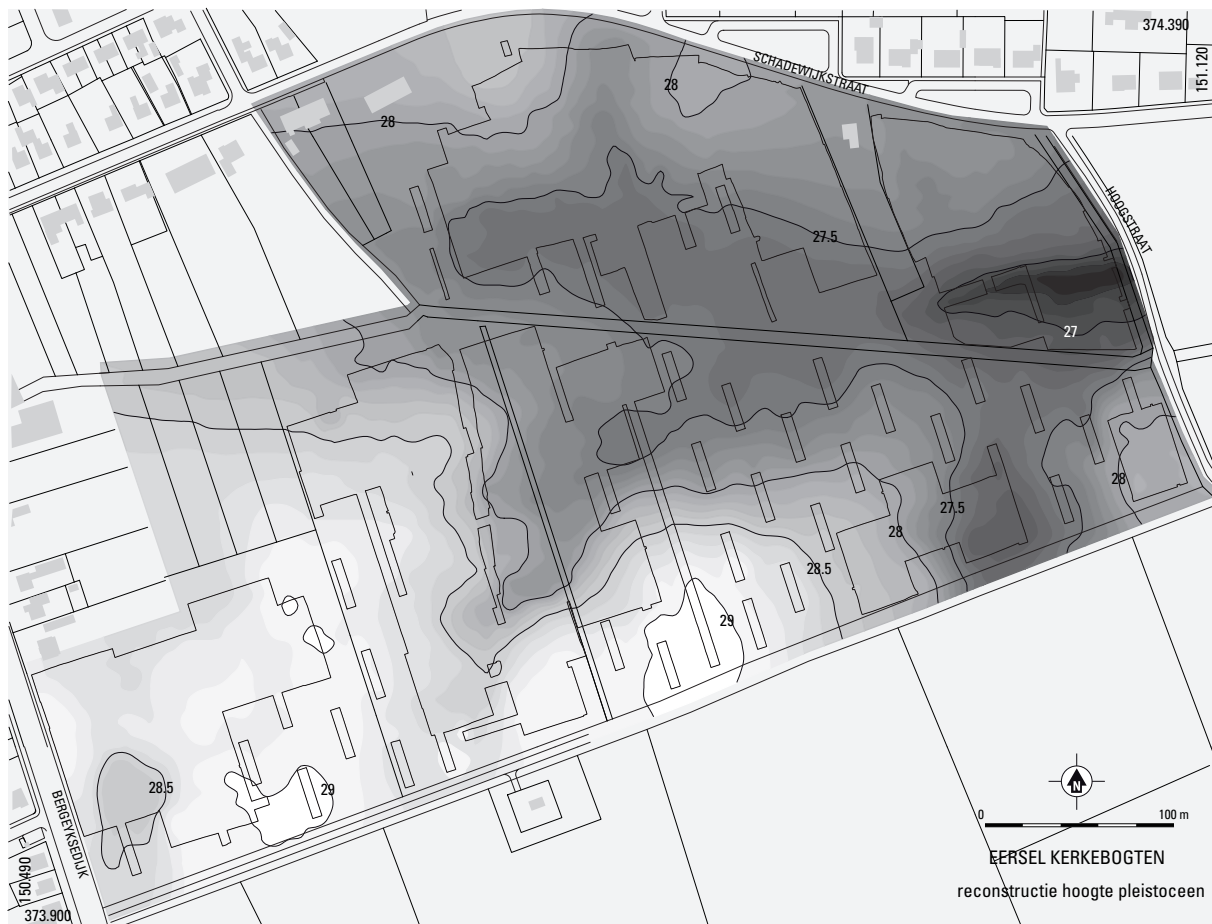 374.390
151.120
SCHADEWIJKSTRAAT
28
28
HOOGSTRAAT
27.5
27
28
27.5
28
28.5
29
28.5
29
BERGEYKSEDIJK
150.490
373.900
N
0 100 m
EERSEL KERKEBOGTEN
reconstructie hoogte pleistoceen